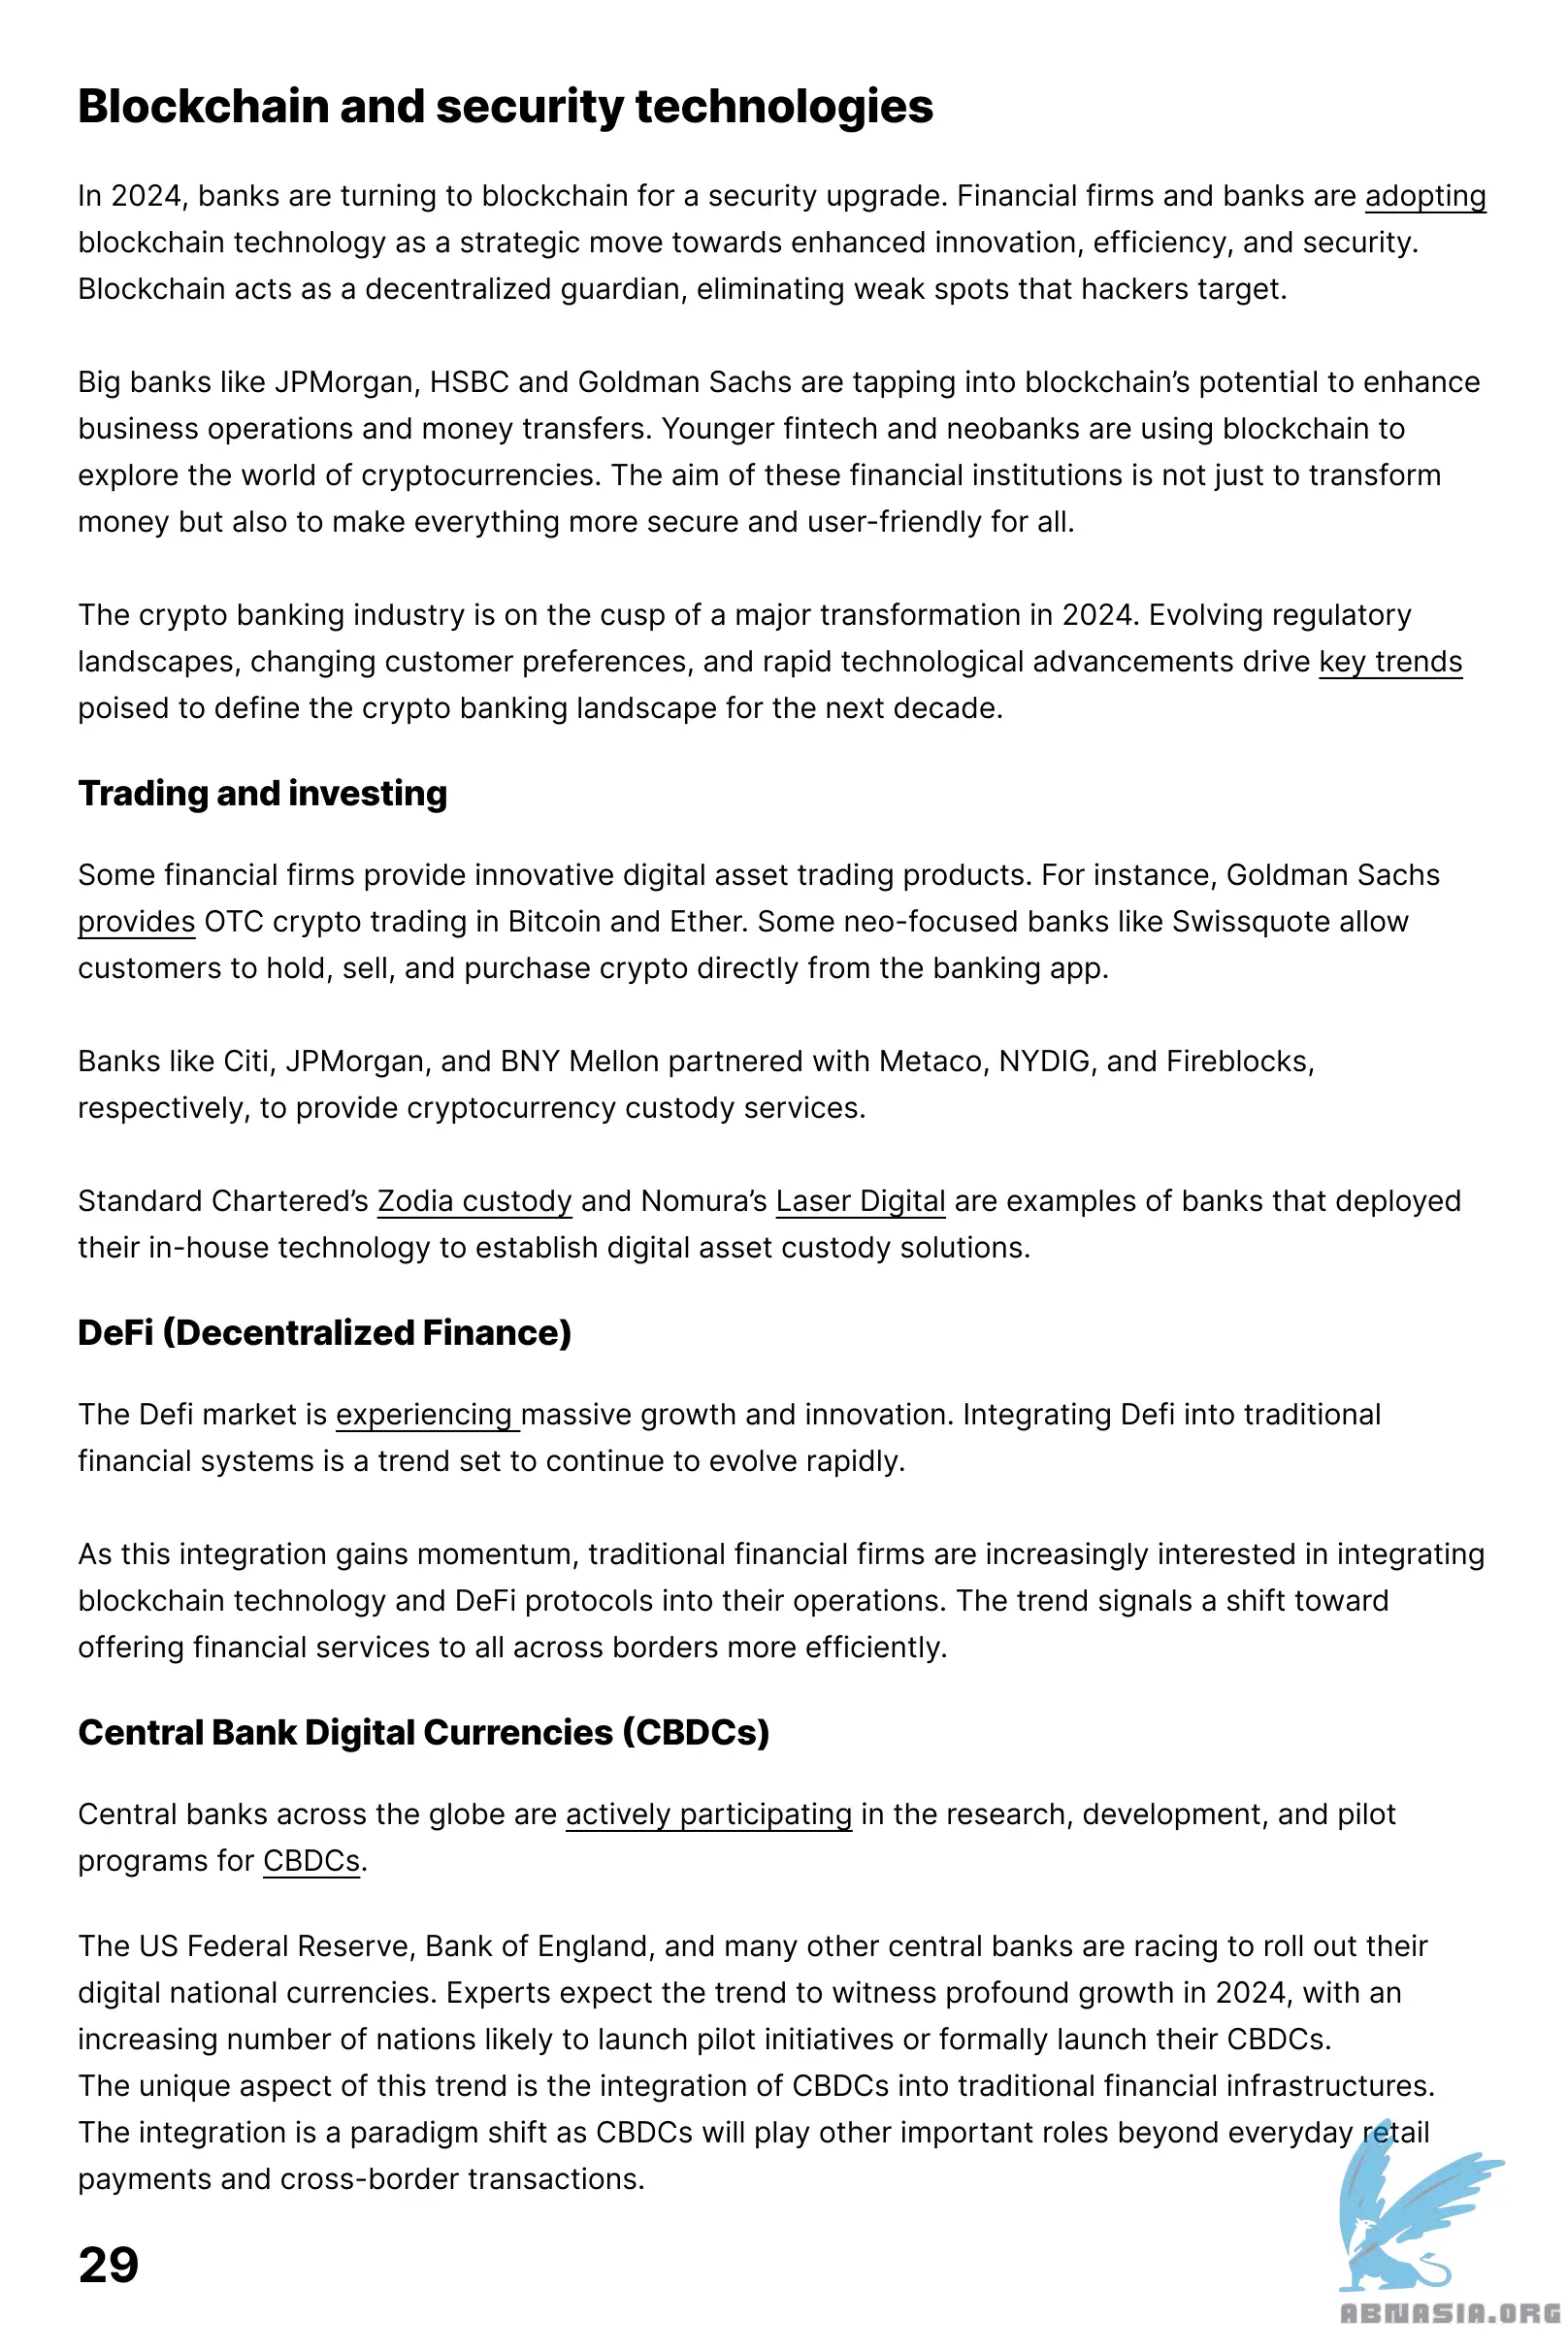 Blockchain and security technologies
In 2024, banks are turning to blockchain for a security upgrade. Financial firms and banks are adopting
blockchain technology as a strategic move towards enhanced innovation, efficiency, and security.
Blockchain acts as a decentralized guardian, eliminating weak spots that hackers target.
Big banks like JPMorgan, HSBC and Goldman Sachs are tapping into blockchain’s potential to enhance
business operations and money transfers. Younger fintech and neobanks are using blockchain to
explore the world of cryptocurrencies. The aim of these financial institutions is not just to transform
money but also to make everything more secure and user-friendly for all.
The crypto banking industry is on the cusp of a major transformation in 2024. Evolving regulatory
landscapes, changing customer preferences, and rapid technological advancements drive key trends
poised to define the crypto banking landscape for the next decade.
Trading and investing
Some financial firms provide innovative digital asset trading products. For instance, Goldman Sachs
provides OTC crypto trading in Bitcoin and Ether. Some neo-focused banks like Swissquote allow
customers to hold, sell, and purchase crypto directly from the banking app.
Banks like Citi, JPMorgan, and BNY Mellon partnered with Metaco, NYDIG, and Fireblocks,
respectively, to provide cryptocurrency custody services.
Standard Chartered’s Zodia custody and Nomura’s Laser Digital are examples of banks that deployed
their in-house technology to establish digital asset custody solutions.
DeFi (Decentralized Finance)
The Defi market is experiencing massive growth and innovation. Integrating Defi into traditional
financial systems is a trend set to continue to evolve rapidly.
As this integration gains momentum, traditional financial firms are increasingly interested in integrating
blockchain technology and DeFi protocols into their operations. The trend signals a shift toward
offering financial services to all across borders more efficiently.
Central Bank Digital Currencies (CBDCs)
Central banks across the globe are actively participating in the research, development, and pilot
programs for CBDCs.
The US Federal Reserve, Bank of England, and many other central banks are racing to roll out their
digital national currencies. Experts expect the trend to witness profound growth in 2024, with an
increasing number of nations likely to launch pilot initiatives or formally launch their CBDCs.
The unique aspect of this trend is the integration of CBDCs into traditional financial infrastructures.
The integration is a paradigm shift as CBDCs will play other important roles beyond everyday retail
payments and cross-border transactions.
29
ABNASIA.ORG